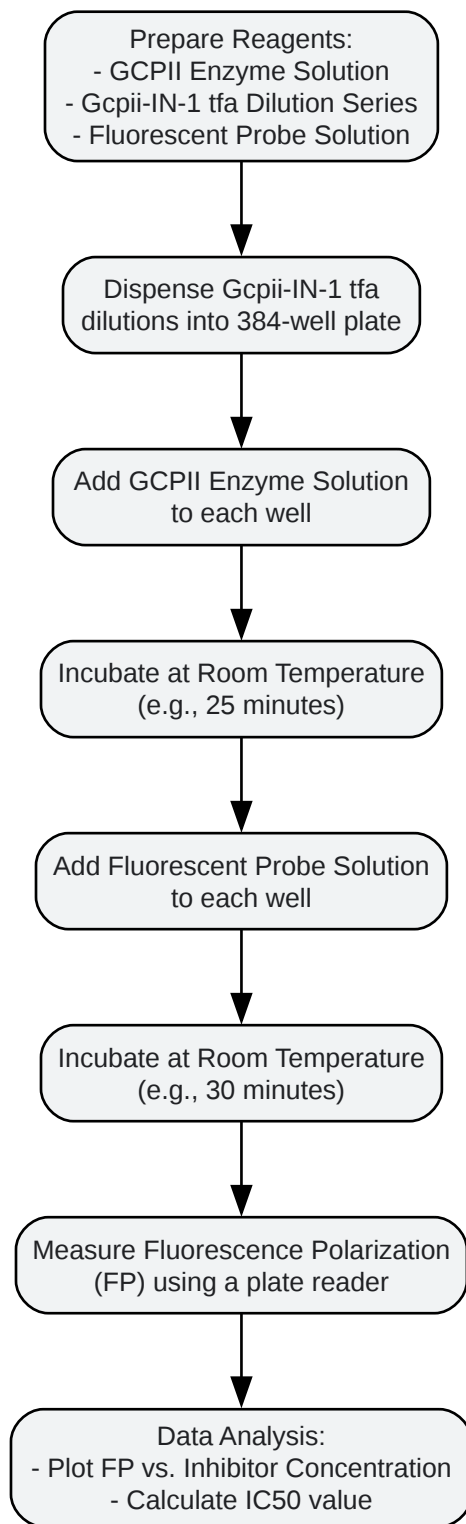 Prepare Reagents:
- GCPII Enzyme Solution
- Gcpii-IN-1 tfa Dilution Series
- Fluorescent Probe Solution
Dispense Gcpii-IN-1 tfa
dilutions into 384-well plate
Add GCPII Enzyme Solution
to each well
Incubate at Room Temperature
(e.g., 25 minutes)
Add Fluorescent Probe Solution
to each well
Incubate at Room Temperature
(e.g., 30 minutes)
Measure Fluorescence Polarization
(FP) using a plate reader
Data Analysis:
- Plot FP vs. Inhibitor Concentration
- Calculate IC50 value